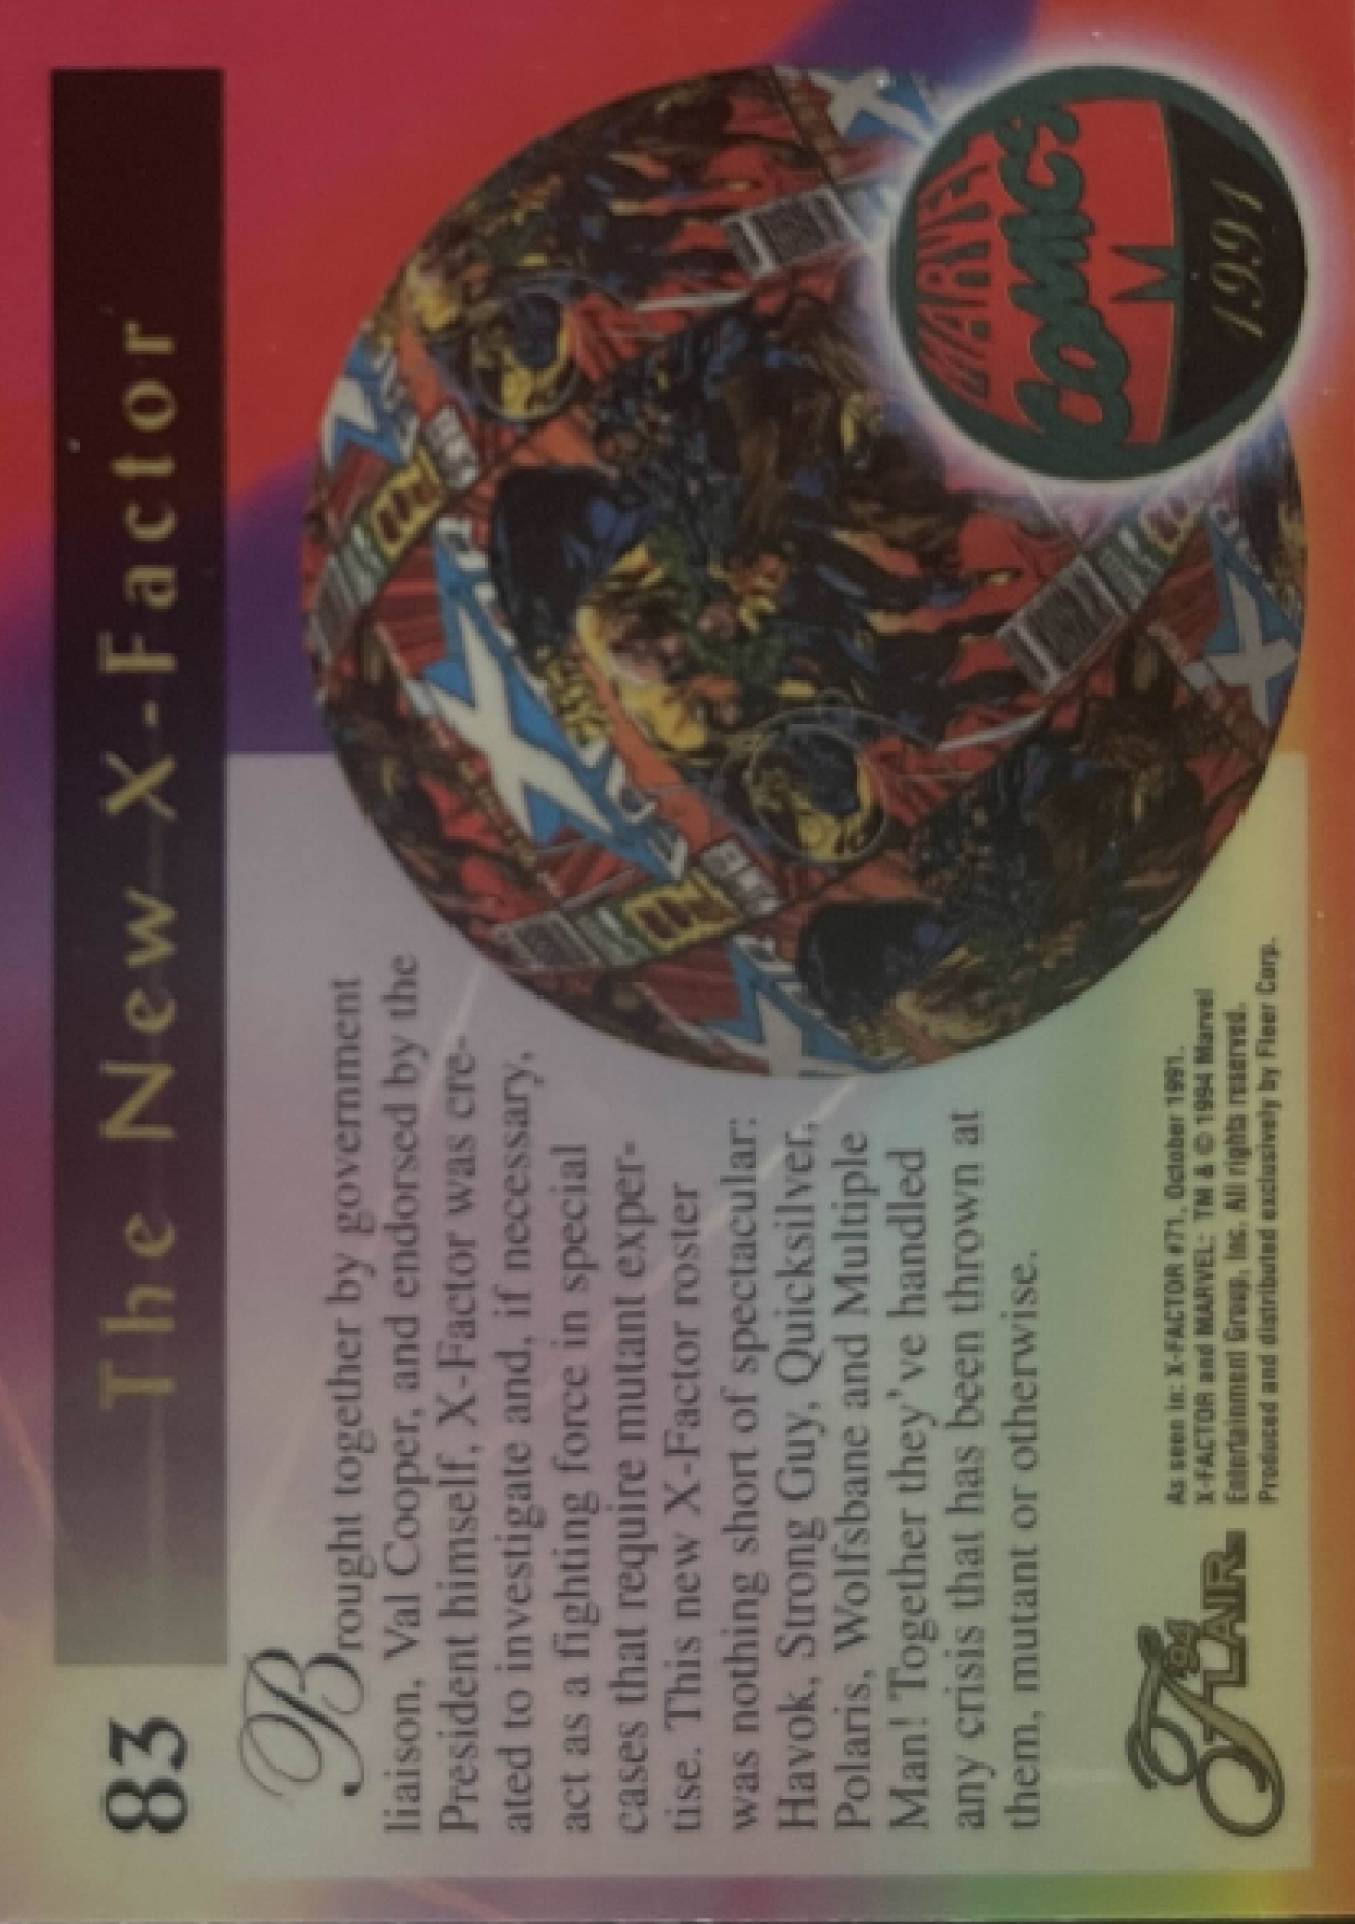 83
The New X-Factor
Brought together by government
liaison, Val Cooper, and endorsed by the
President himself, X-Factor was cre-
ated to investigate and, if necessary,
act as a fighting force in special
cases that require mutant exper-
tise. This new X-Factor roster
was nothing short of spectacular:
Havok, Strong Guy, Quicksilver,
Polaris, Wolfsbane and Multiple
Man! Together they've handled
any crisis that has been thrown at
them, mutant or otherwise.
X FACTOR
MARVEL
COMICS
M
1991
'94
FLAIR
As seen in: X-FACTOR #71, October 1991.
X-FACTOR and MARVEL: TM & © 1994 Marvel
Entertainment Group, Inc. All rights reserved.
Produced and distributed exclusively by Fleer Corp.